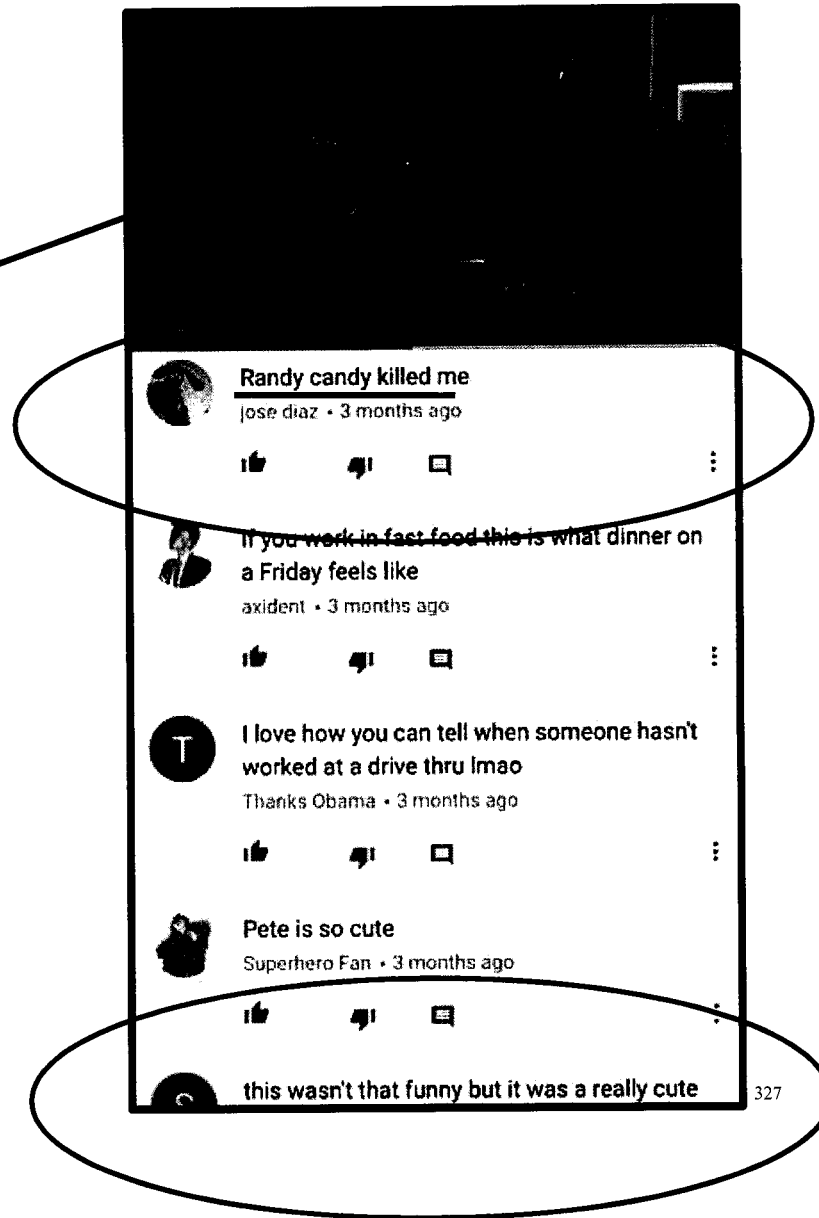 Randy candy killed me
jose diaz • 3 months ago
If you work in fast food this is what dinner on
a Friday feels like
axident • 3 months ago
T
I love how you can tell when someone hasn't
worked at a drive thru lmao
Thanks Obama • 3 months ago
Pete is so cute
Superhero Fan • 3 months ago
S
this wasn't that funny but it was a really cute
327